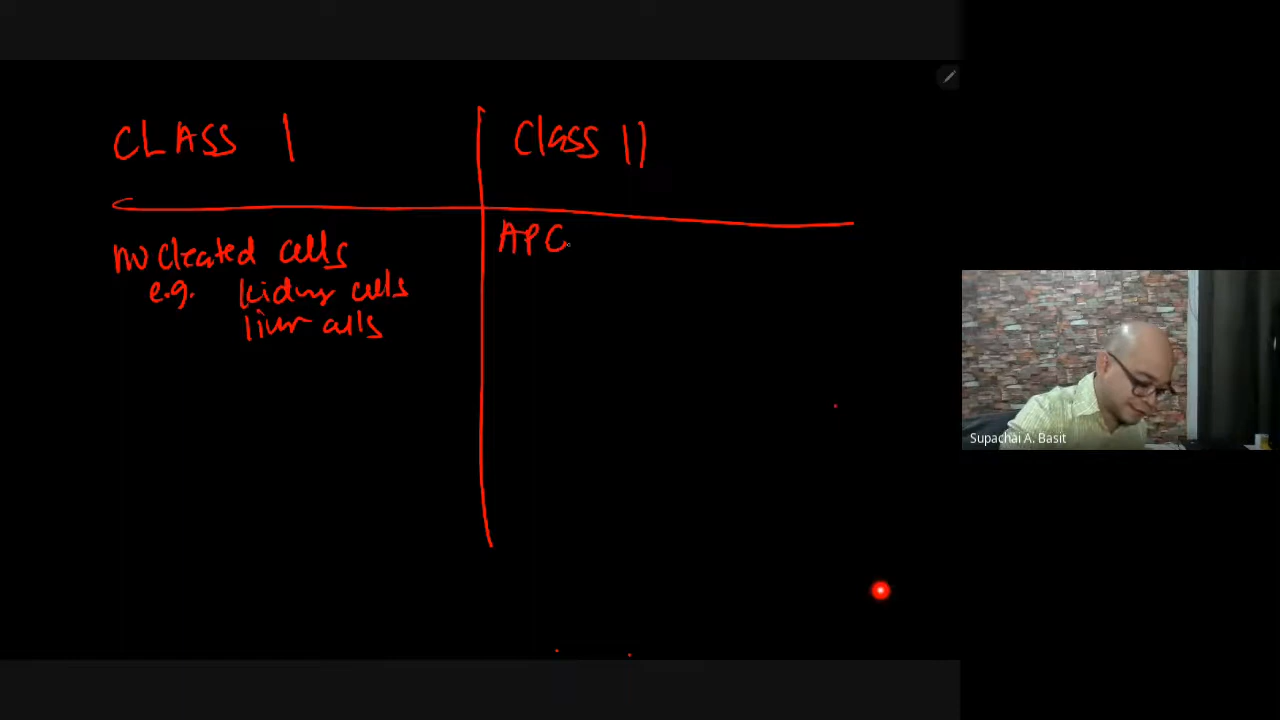 CLASS I
Class II
nucleated cells
e.g. kidney cells
liver cells
APC
Supachai A. Basit